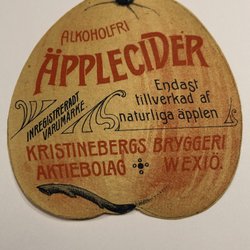 ALKOHOLFRI
ÄPPLECIDER
INREGISTRERADT
VARUMÄRKE
Endast
tillverkad af
naturliga äpplen
KRISTINEBERGS BRYGGERI
AKTIEBOLAG WEXIÖ.